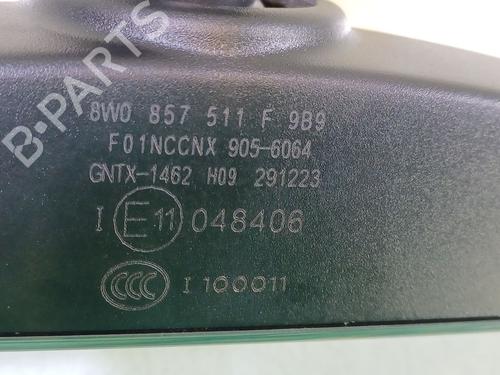 B-PARTS
8W0 857 511 F 9B9
F01NCCNX 905-6064
GNTX-1462 H09 291223
I E11 048406
CCC I 100011